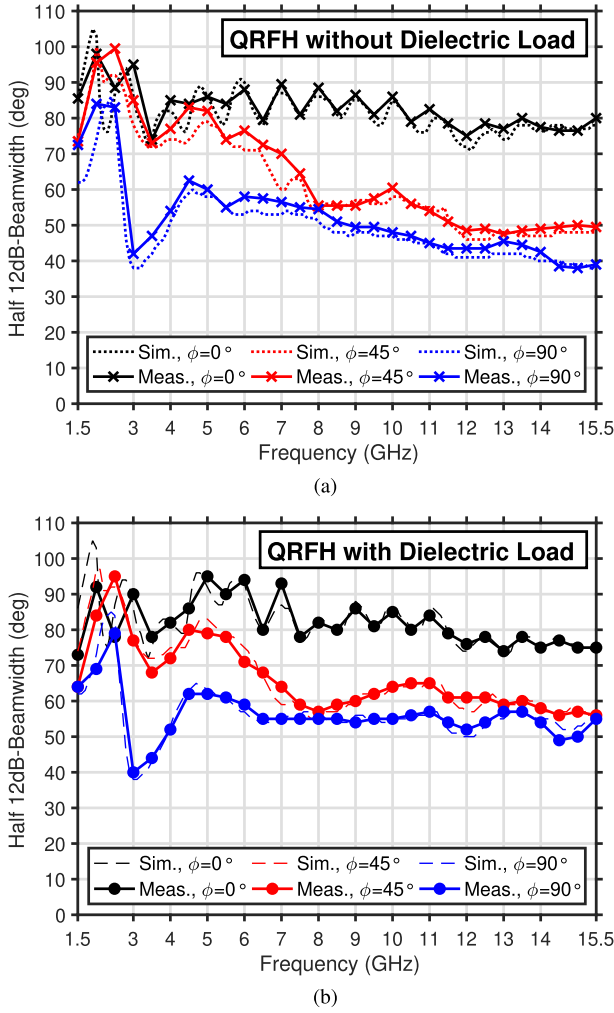 QRFH without Dielectric Load
110
100
90
80
70
60
50
40
30
20
10
0
Half 12dB-Beamwidth (deg)
Sim., ϕ=0° Sim., ϕ=45° Sim., ϕ=90°
Meas., ϕ=0° Meas., ϕ=45° Meas., ϕ=90°
1.5 3 4 5 6 7 8 9 10 11 12 13 14 15.5
Frequency (GHz)
(a)
QRFH with Dielectric Load
110
100
90
80
70
60
50
40
30
20
10
0
Half 12dB-Beamwidth (deg)
Sim., ϕ=0° Sim., ϕ=45° Sim., ϕ=90°
Meas., ϕ=0° Meas., ϕ=45° Meas., ϕ=90°
1.5 3 4 5 6 7 8 9 10 11 12 13 14 15.5
Frequency (GHz)
(b)